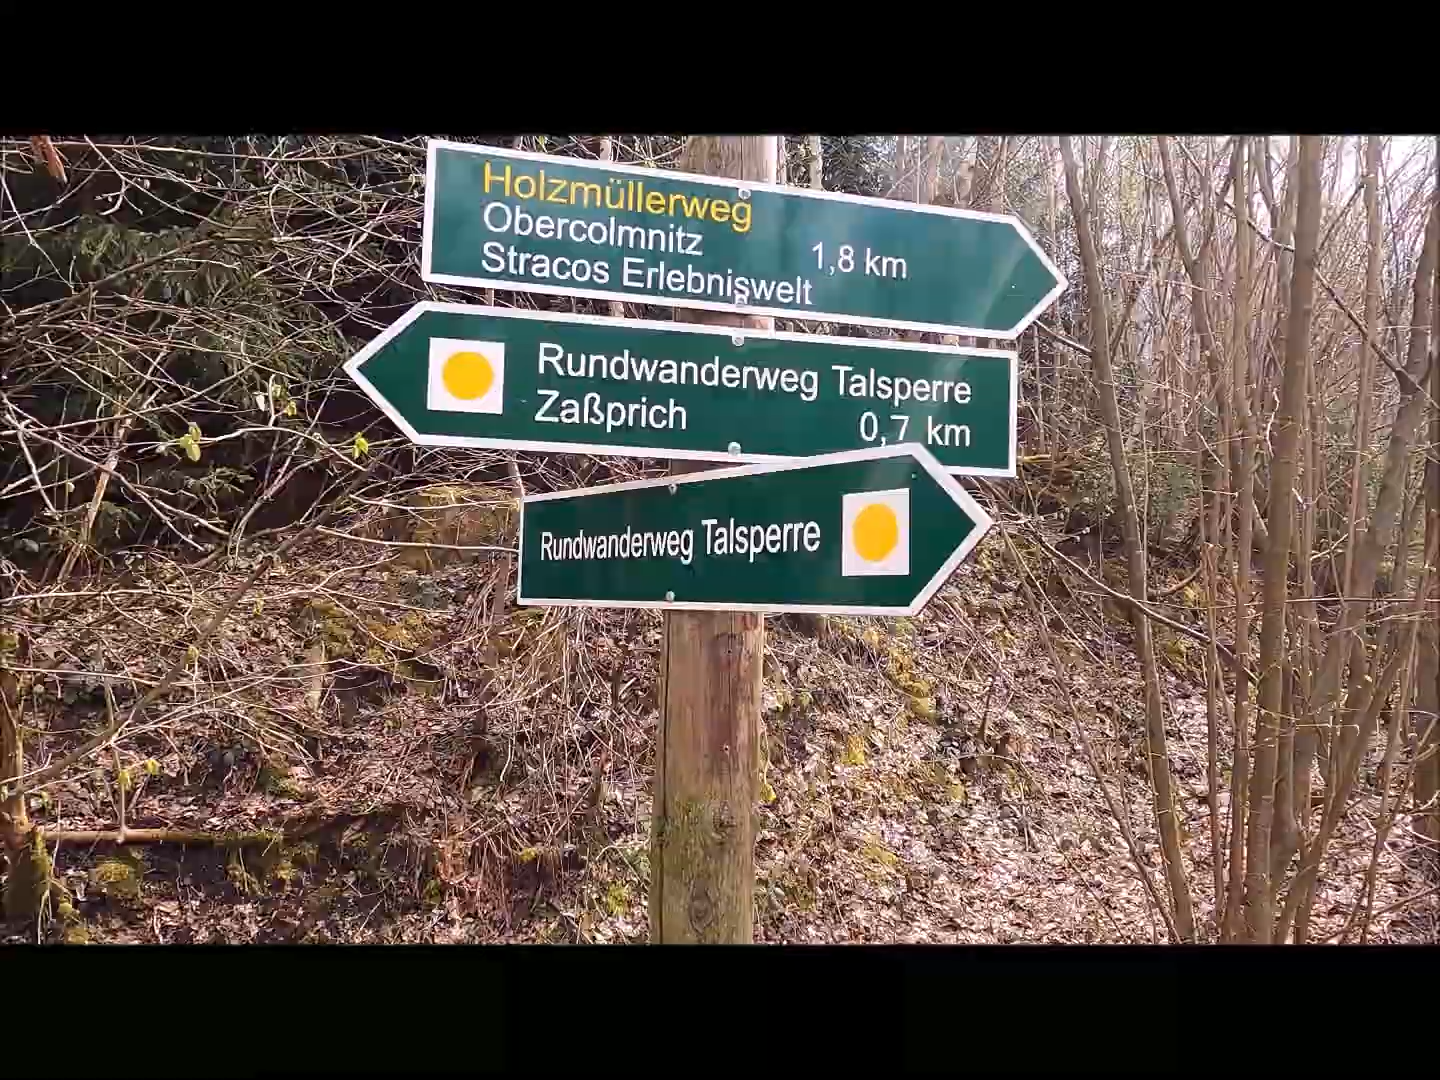 Holzmüllerweg
Obercolmnitz
Stracos Erlebniswelt 1,8 km
Rundwanderweg Talsperre
Zaßprich 0,7 km
Rundwanderweg Talsperre